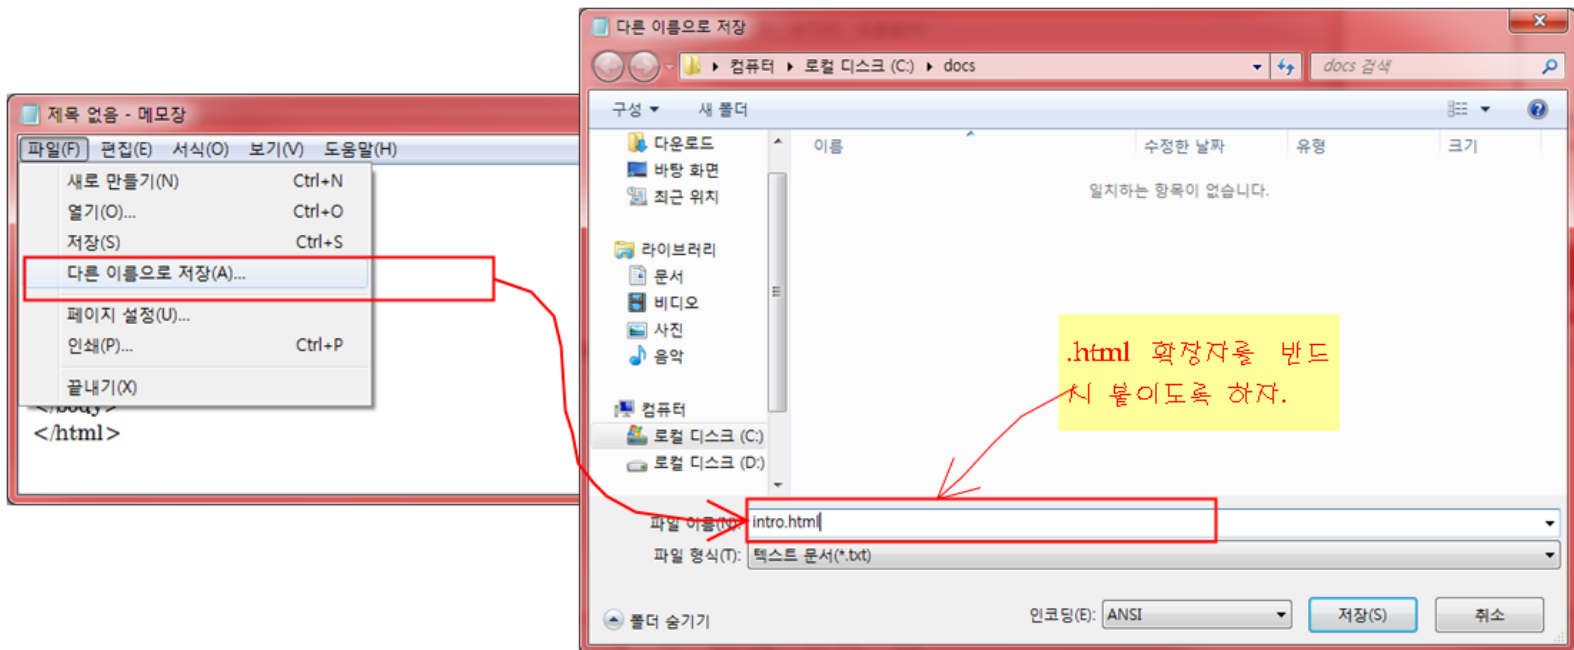 제목 없음 - 메모장
파일(F) 편집(E) 서식(O) 보기(V) 도움말(H)
새로 만들기(N) Ctrl+N
열기(O)... Ctrl+O
저장(S) Ctrl+S
다른 이름으로 저장(A)...
페이지 설정(U)...
인쇄(P)... Ctrl+P
끝내기(X)
</body>
</html>
다른 이름으로 저장
컴퓨터 로컬 디스크 (C:) docs
docs 검색
구성 새 폴더
이름 수정한 날짜 유형 크기
일치하는 항목이 없습니다.
다운로드
바탕 화면
최근 위치
라이브러리
문서
비디오
사진
음악
컴퓨터
로컬 디스크 (C:)
로컬 디스크 (D:)
.html 확장자를 반드
시 붙이도록 하자.
파일 이름(N): intro.html
파일 형식(T): 텍스트 문서(*.txt)
폴더 숨기기
인코딩(E): ANSI
저장(S)
취소